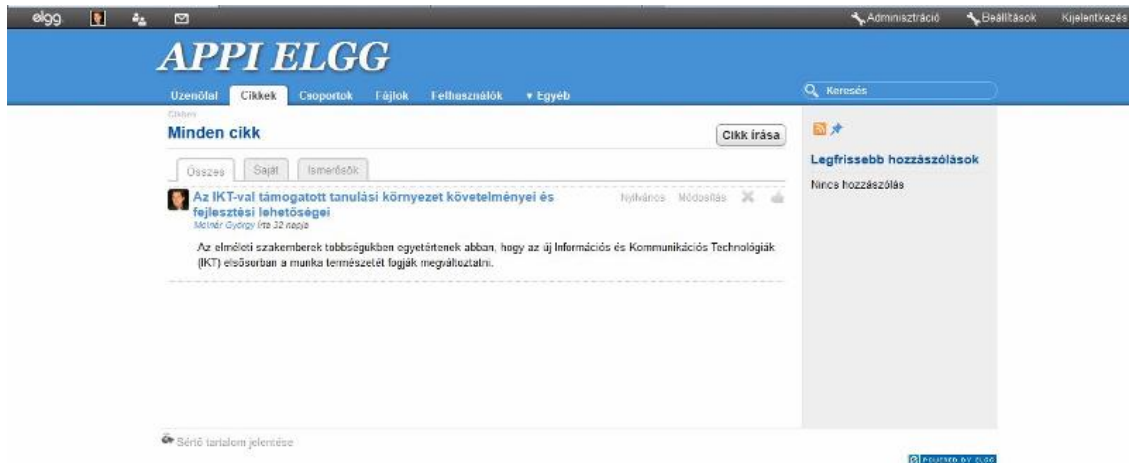 elgg
Adminisztráció Beállítások Kijelentkezés
APPI ELGG
Üzenőfal Cikkek Csoportok Fájlok Felhasználók ▾ Egyéb
Keresés
Cikkek
Minden cikk
Cikk írása
Összes Saját Ismerősök
Az IKT-val támogatott tanulási környezet követelményei és
fejlesztési lehetőségei
Nyilvános Módosítás
Molnár György írta 32 napja
Az elméleti szakemberek többségükben egyetértenek abban, hogy az új Információs és Kommunikációs Technológiák
(IKT) elsősorban a munka természetét fogják megváltoztatni.
Legfrissebb hozzászólások
Nincs hozzászólás
Sértő tartalom jelentése
POWERED BY ELGG